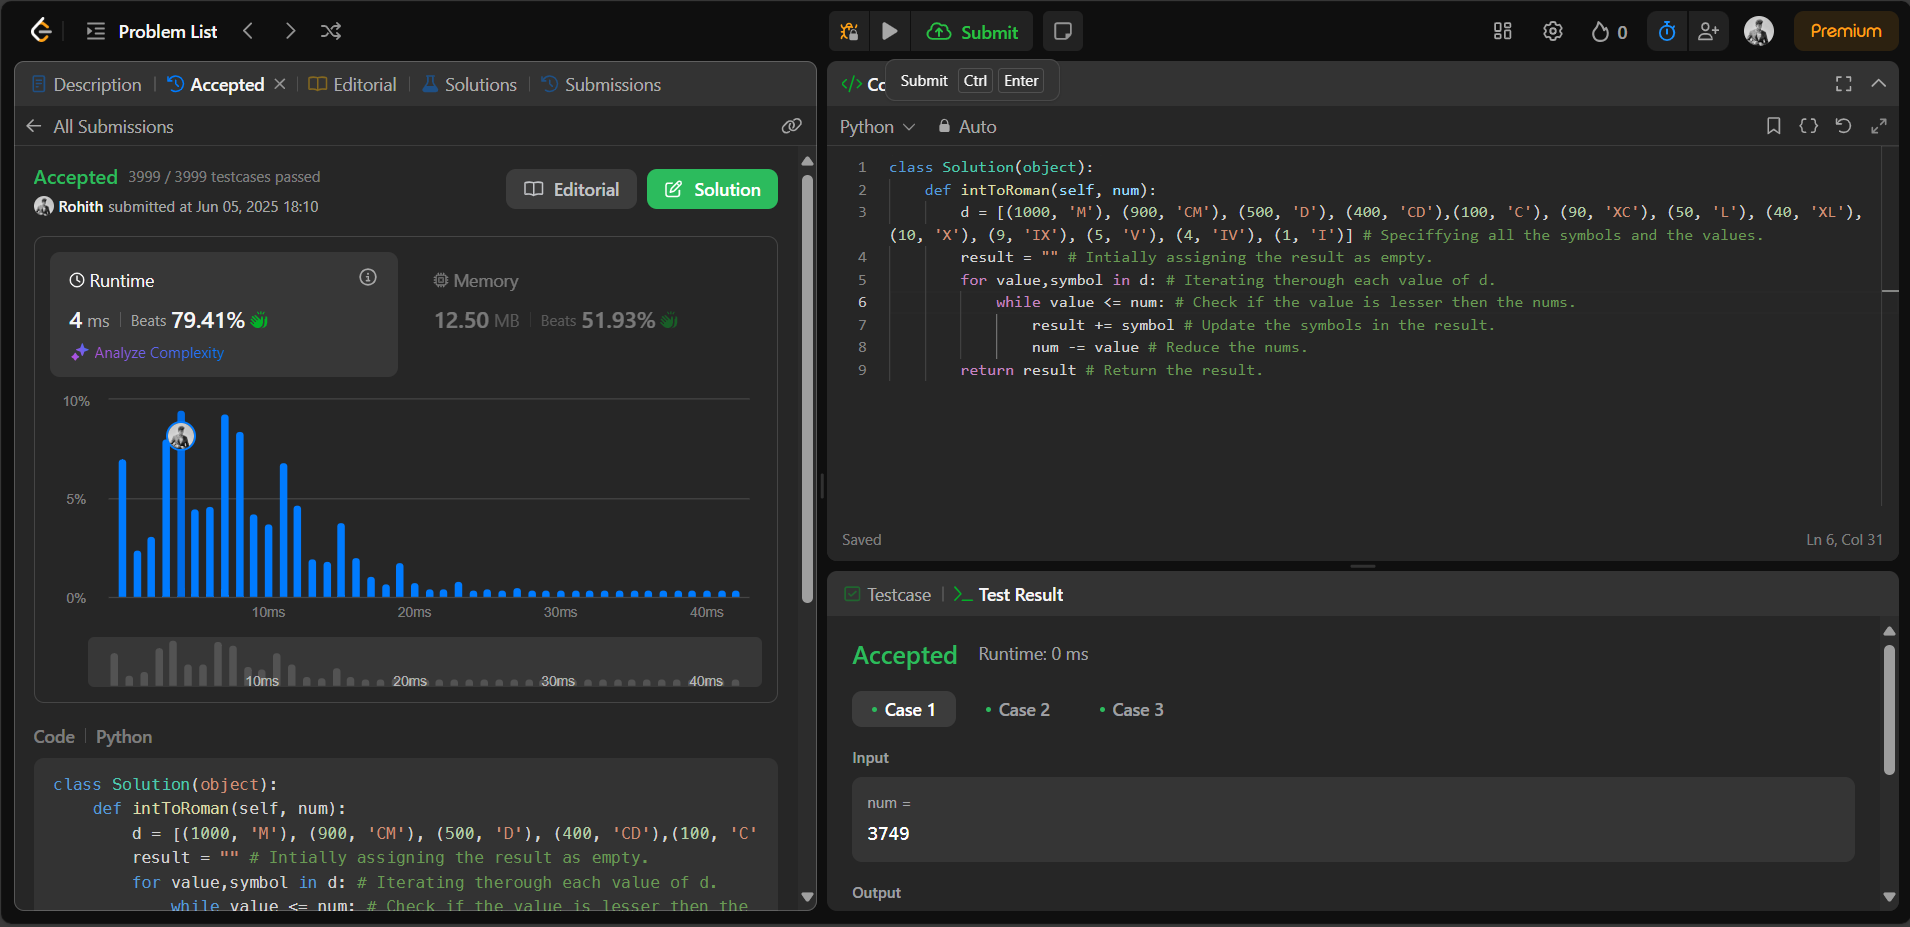 Problem List
Submit
0
Premium
Description
Accepted
Editorial
Solutions
Submissions
All Submissions
Accepted 3999 / 3999 testcases passed
Rohith submitted at Jun 05, 2025 18:10
Editorial
Solution
Runtime
4 ms Beats 79.41%
Analyze Complexity
Memory
12.50 MB Beats 51.93%
10%
5%
0%
10ms 20ms 30ms 40ms
10ms 20ms 30ms 40ms
Code Python
class Solution(object):
def intToRoman(self, num):
d = [(1000, 'M'), (900, 'CM'), (500, 'D'), (400, 'CD'),(100, 'C'
result = "" # Intially assigning the result as empty.
for value,symbol in d: # Iterating therough each value of d.
while value <= num: # Check if the value is lesser then the
</> Co
Submit Ctrl Enter
Python Auto
1 class Solution(object):
2 def intToRoman(self, num):
3 d = [(1000, 'M'), (900, 'CM'), (500, 'D'), (400, 'CD'),(100, 'C'), (90, 'XC'), (50, 'L'), (40, 'XL'),
(10, 'X'), (9, 'IX'), (5, 'V'), (4, 'IV'), (1, 'I')] # Speciffying all the symbols and the values.
4 result = "" # Intially assigning the result as empty.
5 for value,symbol in d: # Iterating therough each value of d.
6 while value <= num: # Check if the value is lesser then the nums.
7 result += symbol # Update the symbols in the result.
8 num -= value # Reduce the nums.
9 return result # Return the result.
Saved
Ln 6, Col 31
Testcase
Test Result
Accepted Runtime: 0 ms
Case 1
Case 2
Case 3
Input
num =
3749
Output